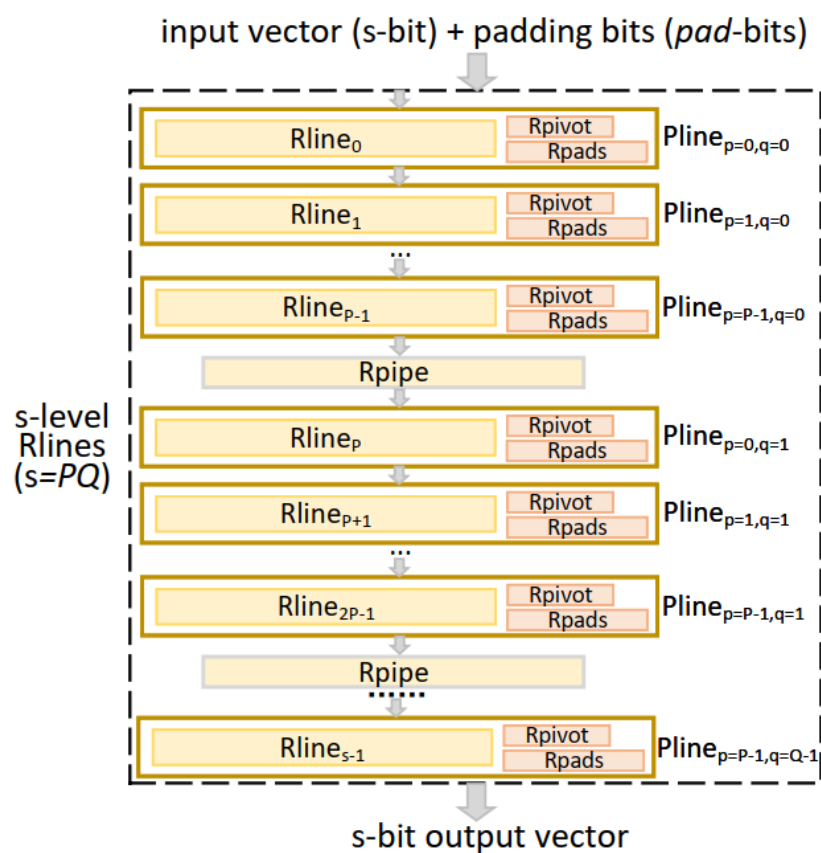 input vector (s-bit) + padding bits (pad-bits)
Rline0 Rpivot Plinep=0,q=0
Rpads
Rline1 Rpivot Plinep=1,q=0
Rpads
...
RlineP-1 Rpivot Plinep=P-1,q=0
Rpads
Rpipe
s-level
Rlines
(s=PQ)
RlineP Rpivot Plinep=0,q=1
Rpads
RlineP+1 Rpivot Plinep=1,q=1
Rpads
...
Rline2P-1 Rpivot Plinep=P-1,q=1
Rpads
Rpipe
......
Rlines-1 Rpivot Plinep=P-1,q=Q-1
Rpads
s-bit output vector